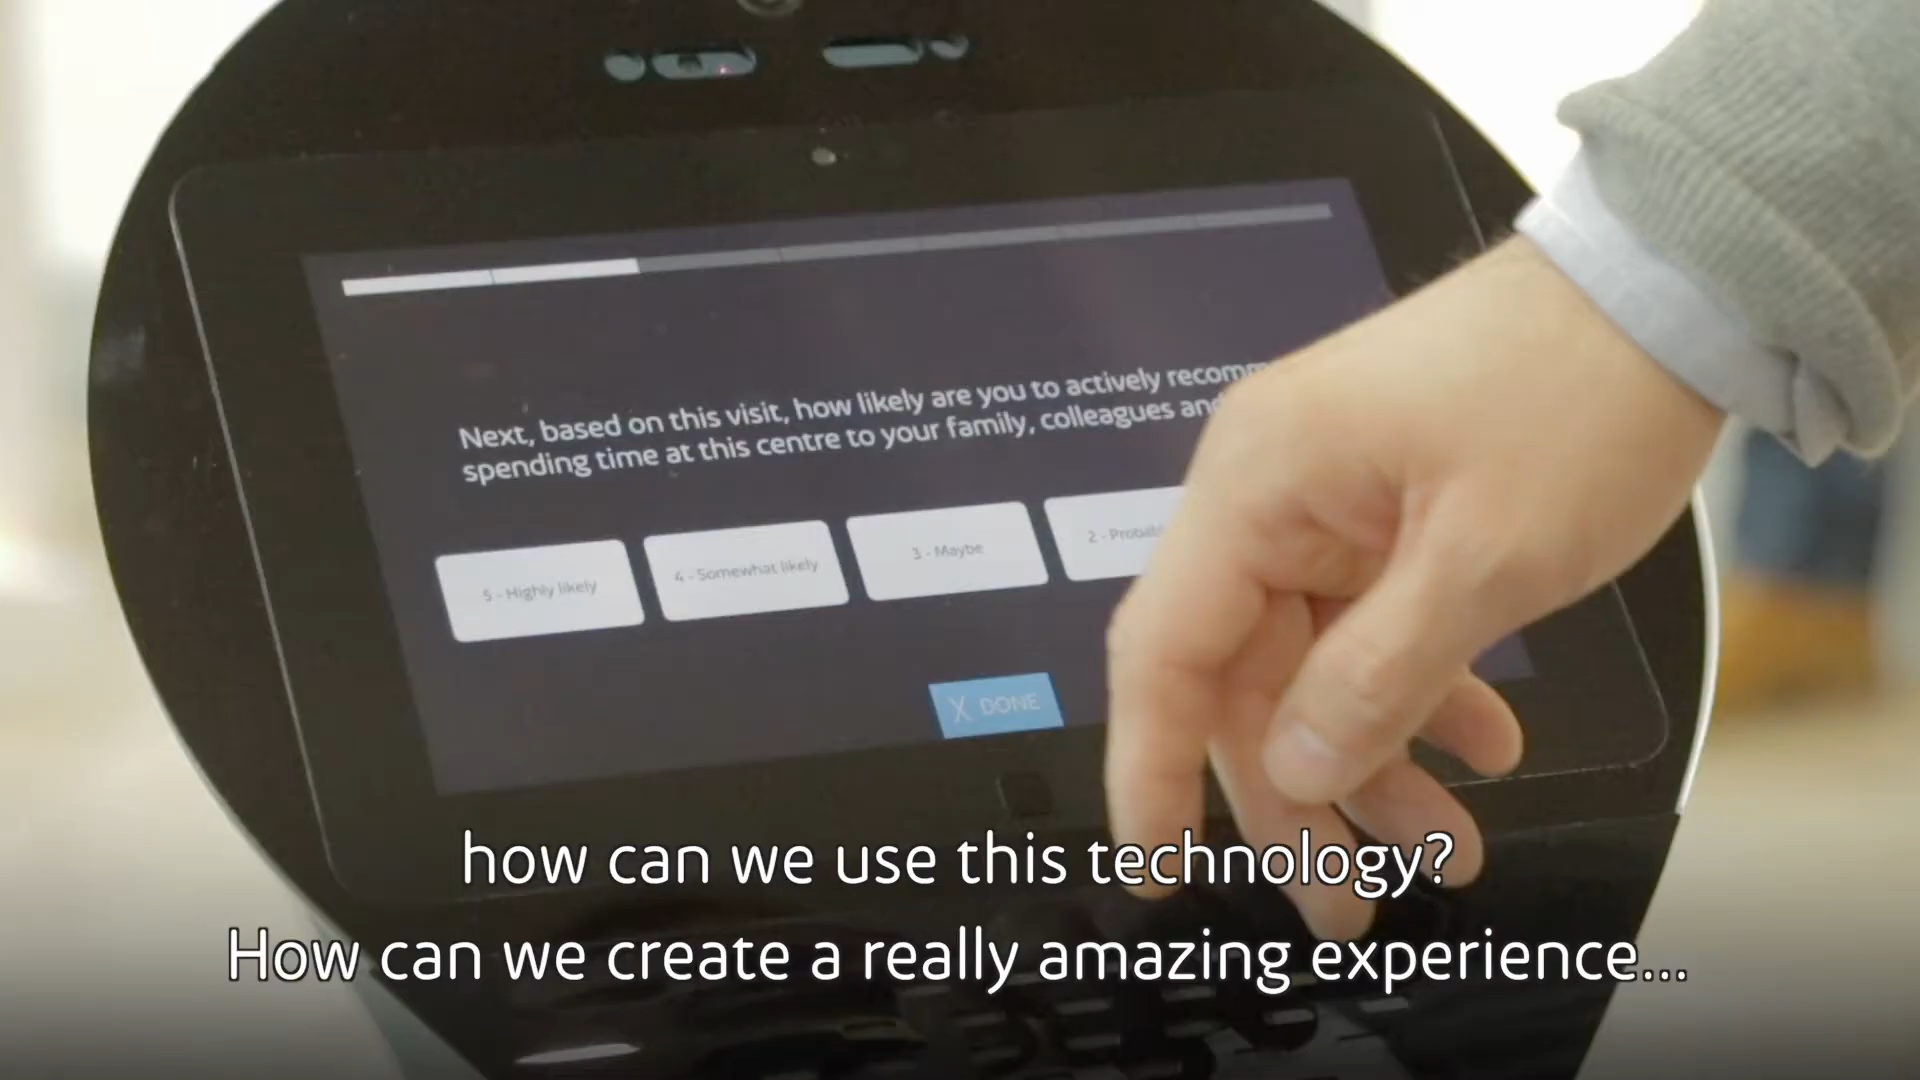 Next, based on this visit, how likely are you to actively
spending time at this centre to your family, colleagues and
5 - Highly likely
4 - Somewhat likely
3 - Maybe
2 -
X DONE
how can we use this technology?
How can we create a really amazing experience...